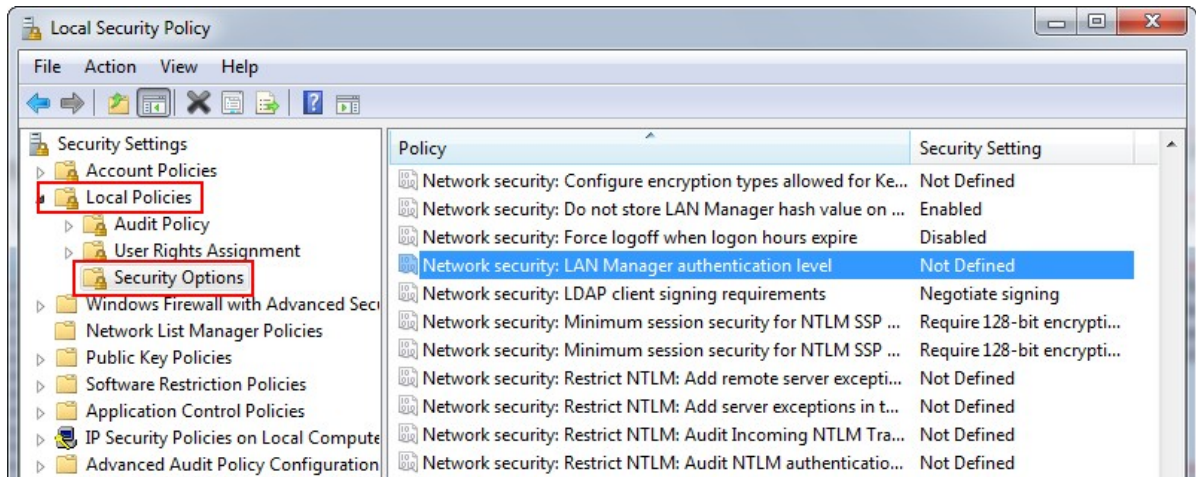 Local Security Policy
File Action View Help
Security Settings
Account Policies
Local Policies
Audit Policy
User Rights Assignment
Security Options
Windows Firewall with Advanced Secu
Network List Manager Policies
Public Key Policies
Software Restriction Policies
Application Control Policies
IP Security Policies on Local Compute
Advanced Audit Policy Configuration
Policy Security Setting
Network security: Configure encryption types allowed for Ke... Not Defined
Network security: Do not store LAN Manager hash value on ... Enabled
Network security: Force logoff when logon hours expire Disabled
Network security: LAN Manager authentication level Not Defined
Network security: LDAP client signing requirements Negotiate signing
Network security: Minimum session security for NTLM SSP ... Require 128-bit encrypti...
Network security: Minimum session security for NTLM SSP ... Require 128-bit encrypti...
Network security: Restrict NTLM: Add remote server excepti... Not Defined
Network security: Restrict NTLM: Add server exceptions in t... Not Defined
Network security: Restrict NTLM: Audit Incoming NTLM Tra... Not Defined
Network security: Restrict NTLM: Audit NTLM authenticatio... Not Defined